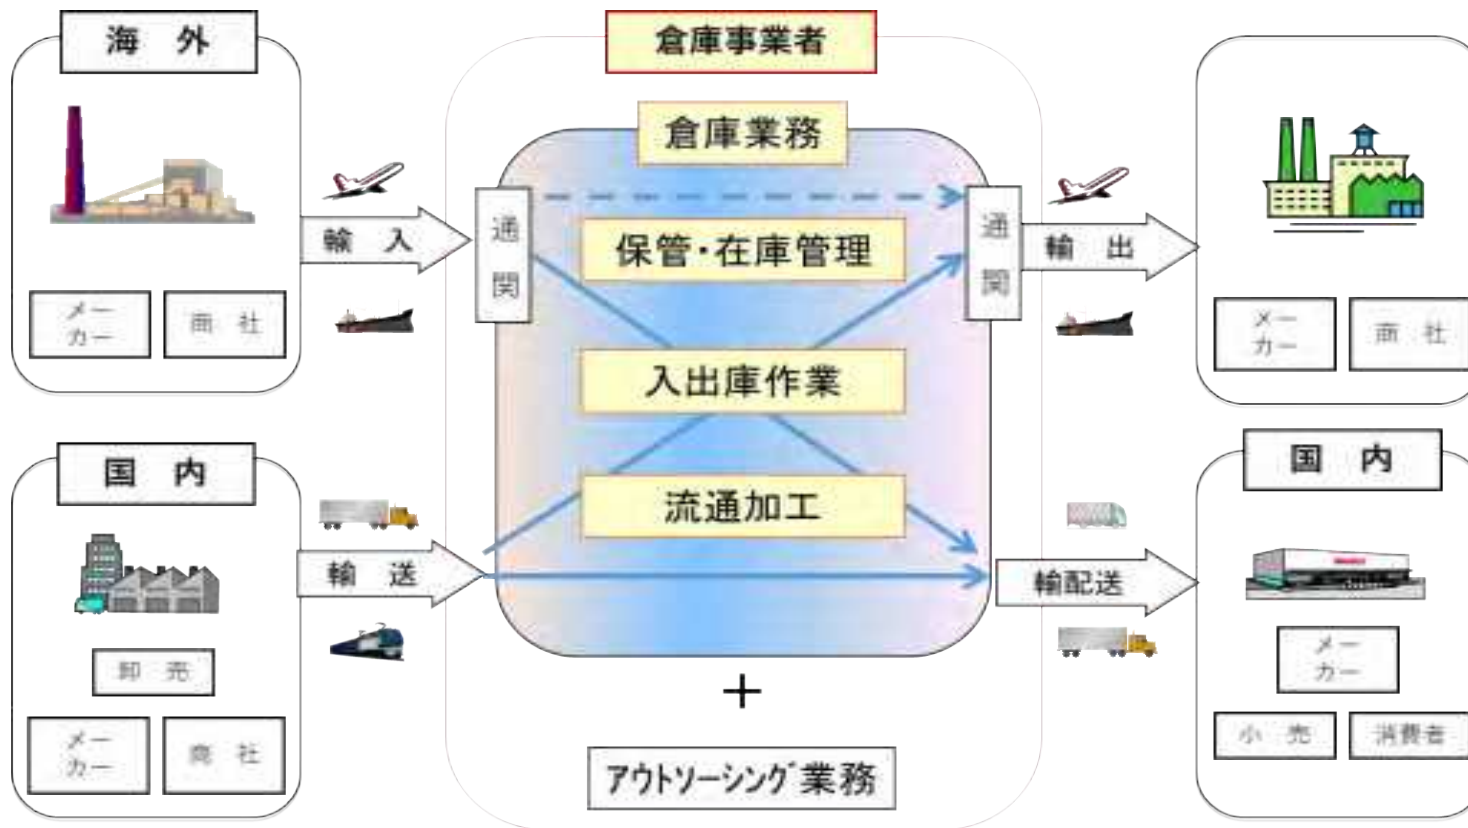 海 外
メー
カー
商 社
輸 入
国 内
卸 売
メー
カー
商 社
輸 送
倉庫事業者
倉庫業務
通
関
保管・在庫管理
入出庫作業
流通加工
通
関
+
アウトソーシング業務
輸 出
メー
カー
商 社
輸配送
国 内
メー
カー
小 売
消費者